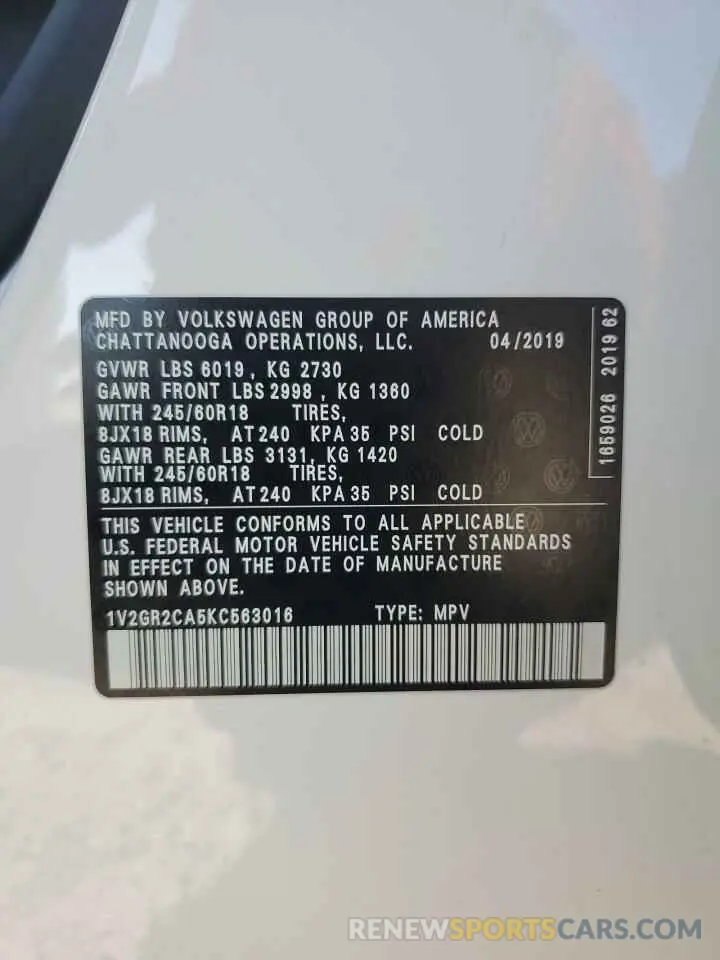 MFD BY VOLKSWAGEN GROUP OF AMERICA
CHATTANOOGA OPERATIONS, LLC. 04/2019
GVWR LBS 6019, KG 2730
GAWR FRONT LBS 2998, KG 1360
WITH 245/60R18 TIRES,
8JX18 RIMS, AT 240 KPA 35 PSI COLD
GAWR REAR LBS 3131, KG 1420
WITH 245/60R18 TIRES,
8JX18 RIMS, AT 240 KPA 35 PSI COLD
THIS VEHICLE CONFORMS TO ALL APPLICABLE
U.S. FEDERAL MOTOR VEHICLE SAFETY STANDARDS
IN EFFECT ON THE DATE OF MANUFACTURE
SHOWN ABOVE.
1V2GR2CA5KC563016 TYPE: MPV
1659026 2019 62
RENEWSPORTSCARS.COM